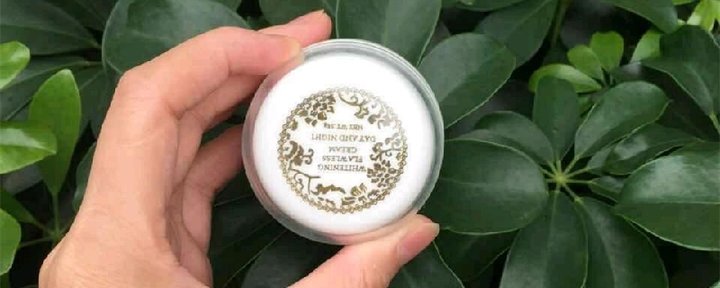 WHITENING
FLAWLESS
CREAM
DAY AND NIGHT